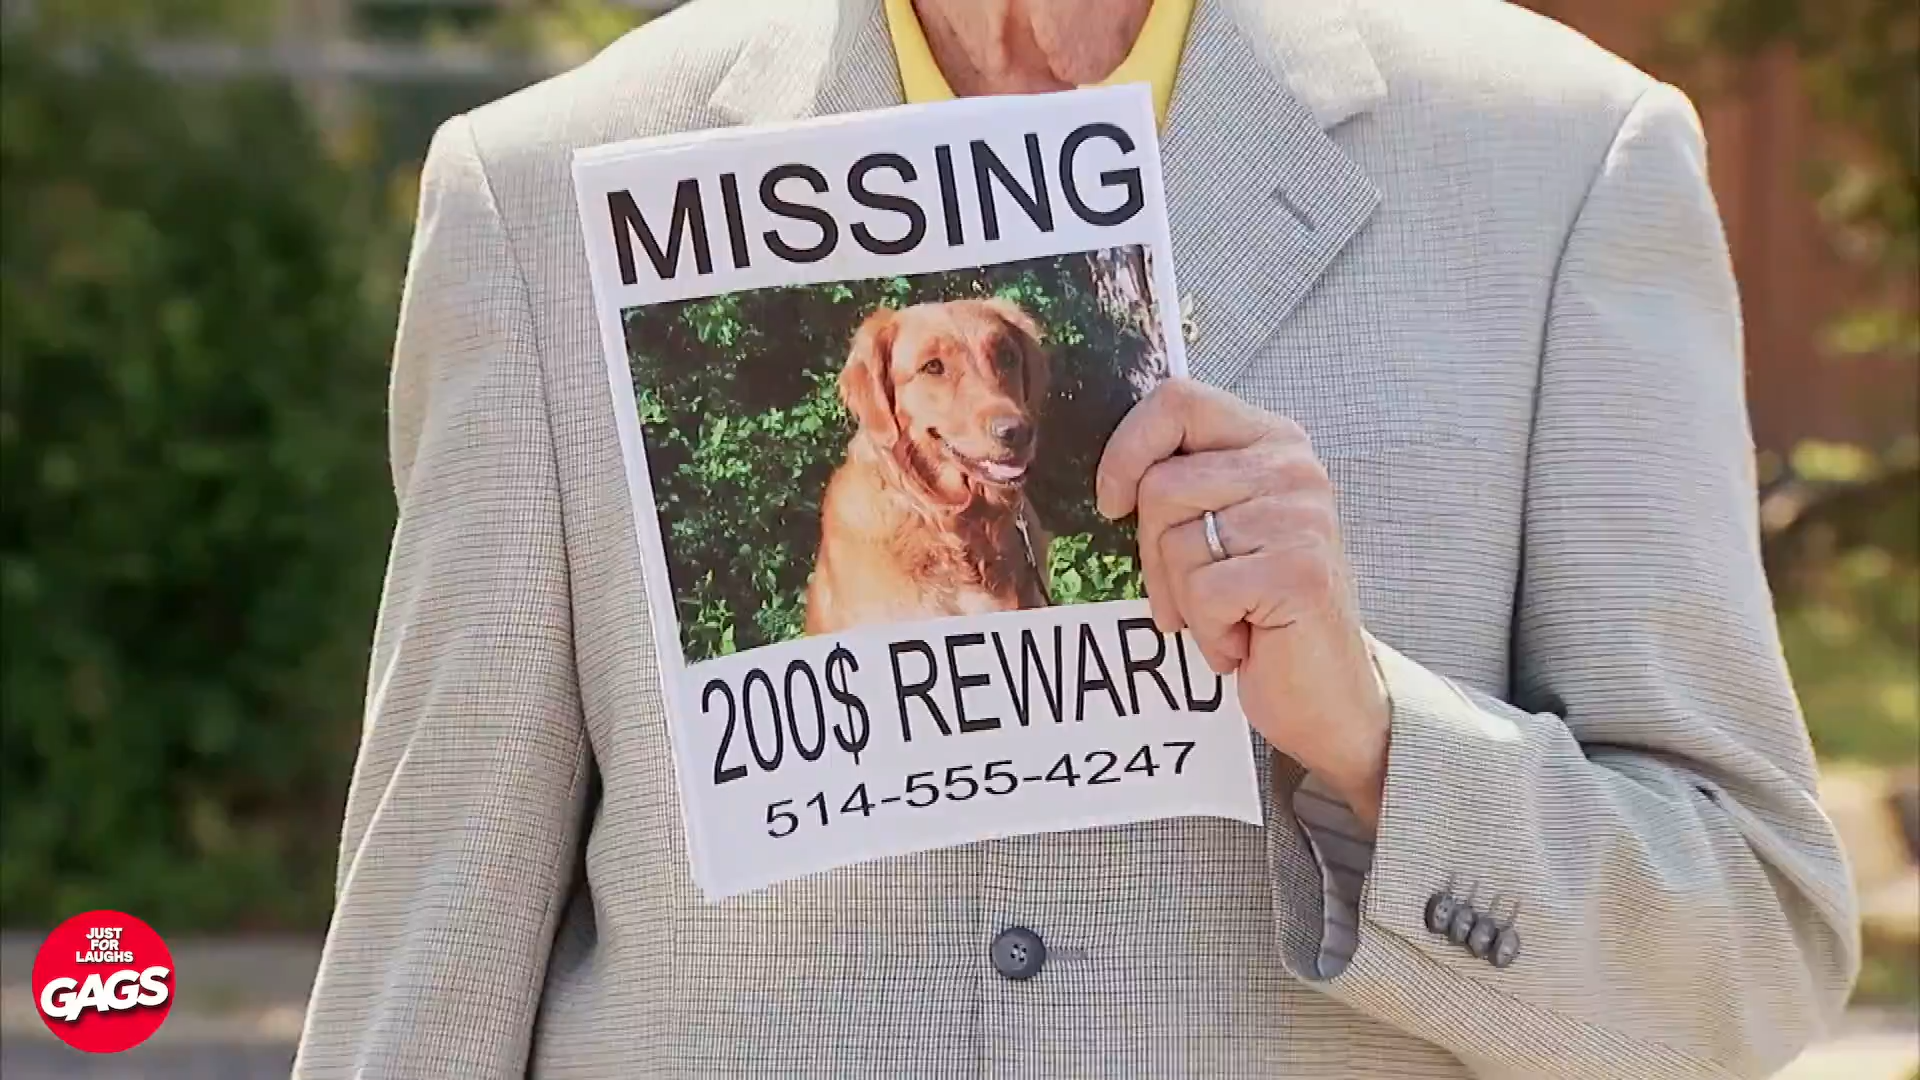 MISSING
200$ REWARD
514-555-4247
JUST
FOR
LAUGHS
GAGS